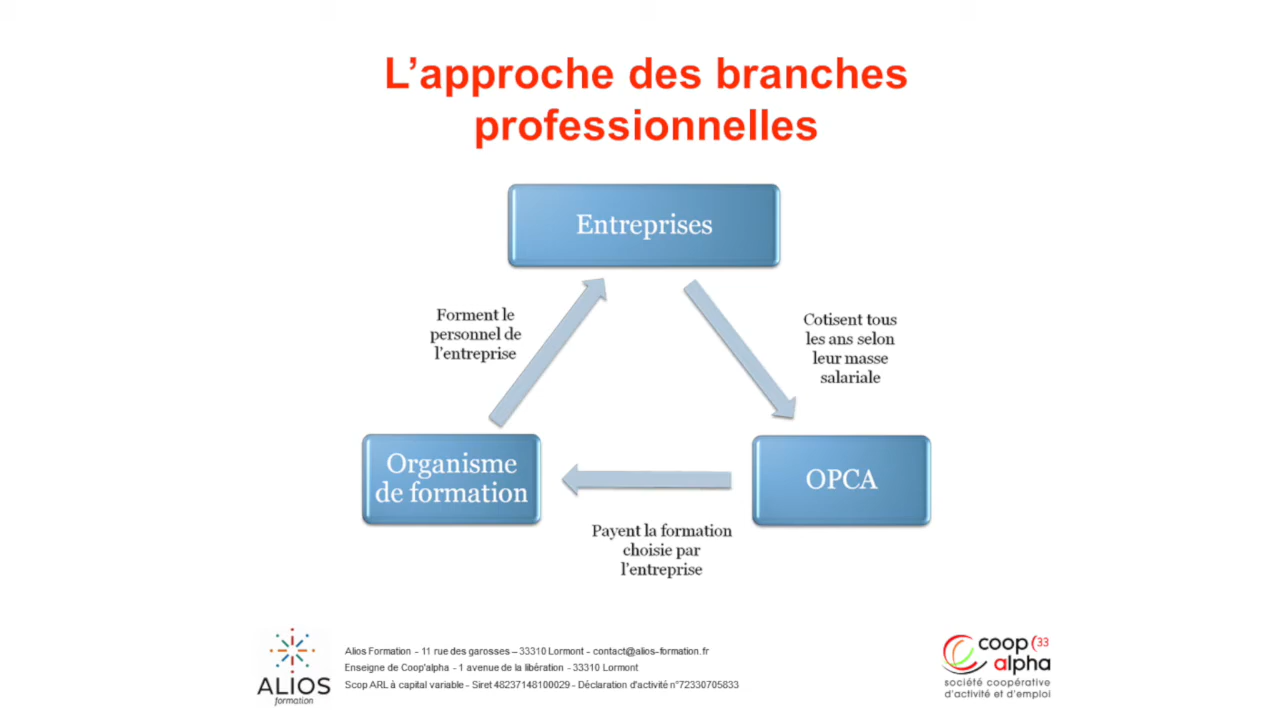 L'approche des branches
professionnelles
Entreprises
Forment le
personnel de
l'entreprise
Cotisent tous
les ans selon
leur masse
salariale
Organisme
de formation
OPCA
Payent la formation
choisie par
l'entreprise
ALIOS
formation
Alios Formation - 11 rue des garosses – 33310 Lormont - contact@alios-formation.fr
Enseigne de Coop'alpha - 1 avenue de la libération - 33310 Lormont
Scop ARL à capital variable - Siret 48237148100029 - Déclaration d'activité n°72330705833
coop (33
alpha
société coopérative
d'activité et d'emploi